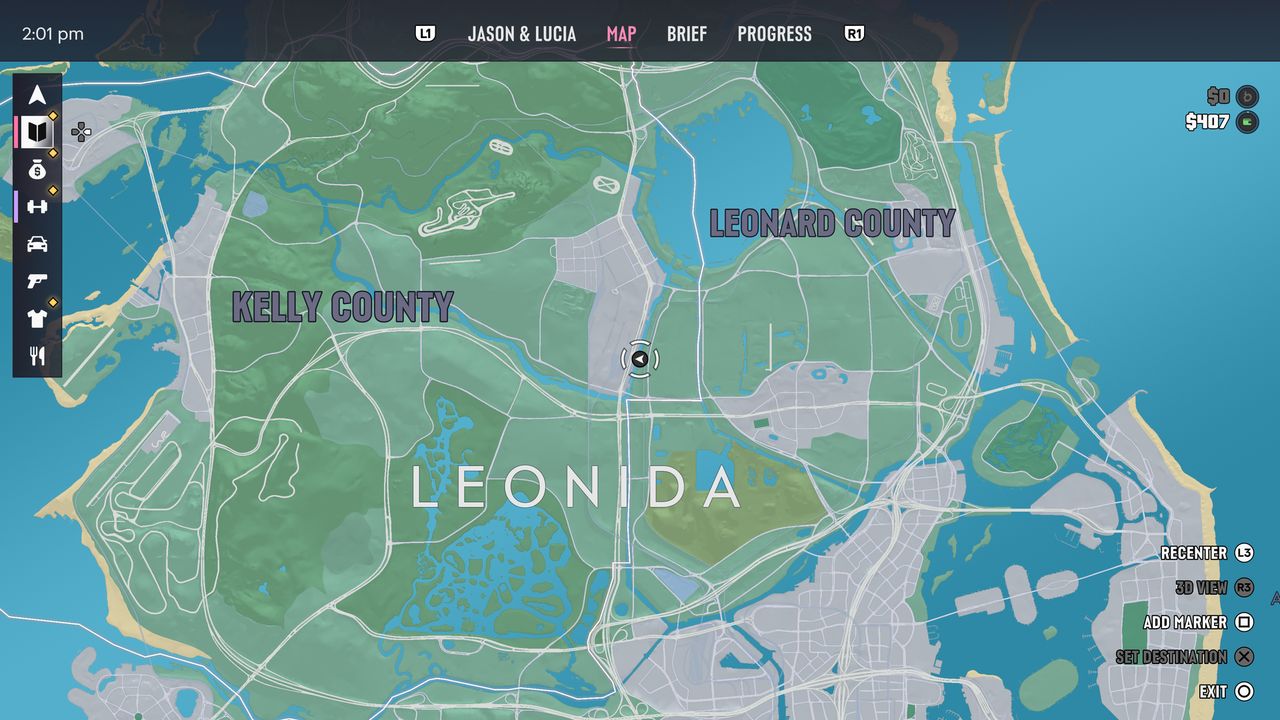 2:01 pm
L1 JASON & LUCIA MAP BRIEF PROGRESS R1
$0
$407
LEONARD COUNTY
KELLY COUNTY
LEONIDA
RECENTER L3
3D VIEW R3
ADD MARKER
SET DESTINATION
EXIT